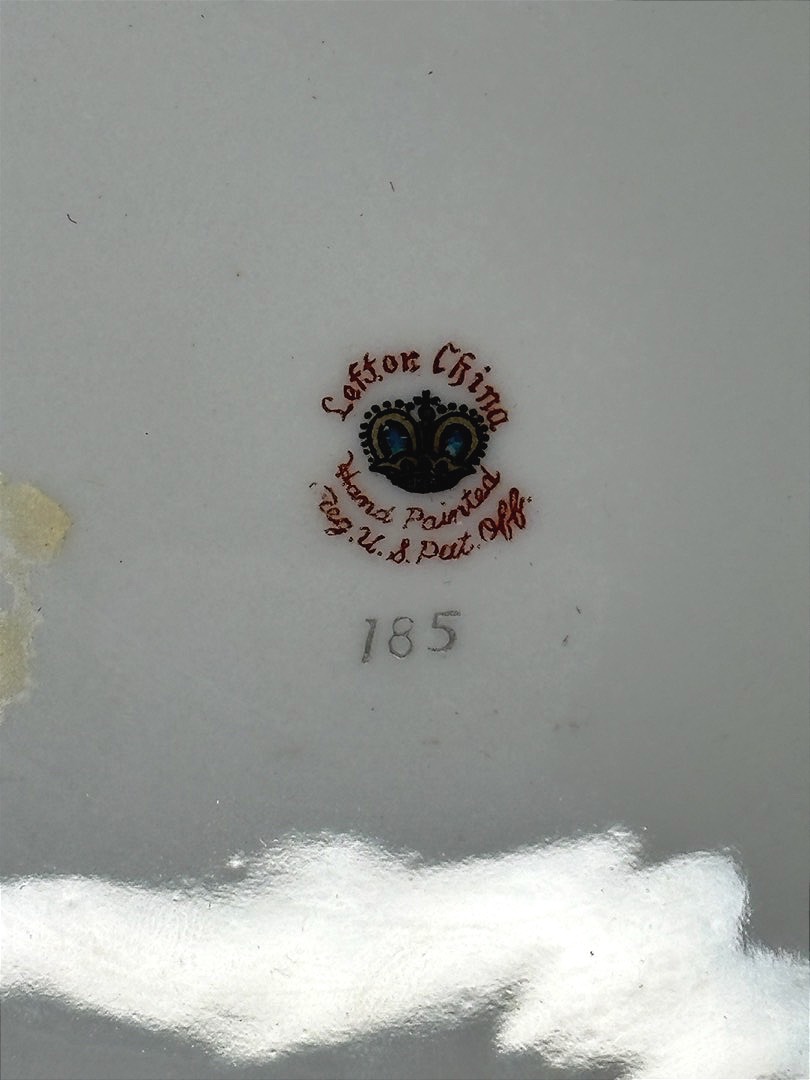 Lefton China
Hand Painted
Reg. U.S. Pat. Off.
185